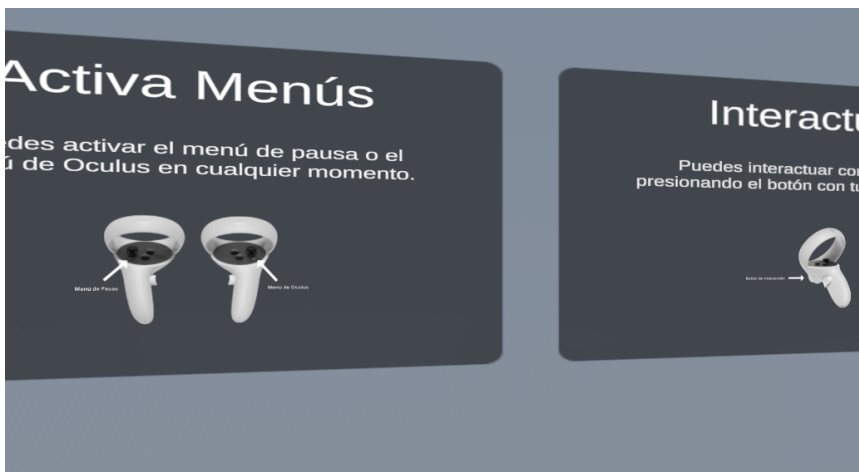 Activa Menús
edes activar el menú de pausa o el
ú de Oculus en cualquier momento.
Menú de Pausa
Menú de Oculus
Interactu
Puedes interactuar con
presionando el botón con tu
Botón de Interacción